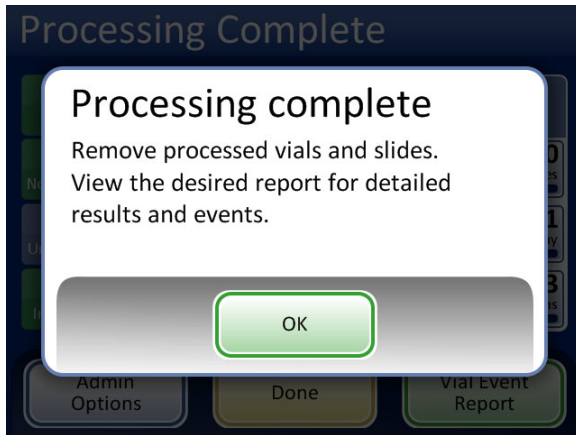 Processing Complete
Processing complete
Remove processed vials and slides.
View the desired report for detailed
results and events.
OK
Admin
Options
Done
Vial Event
Report